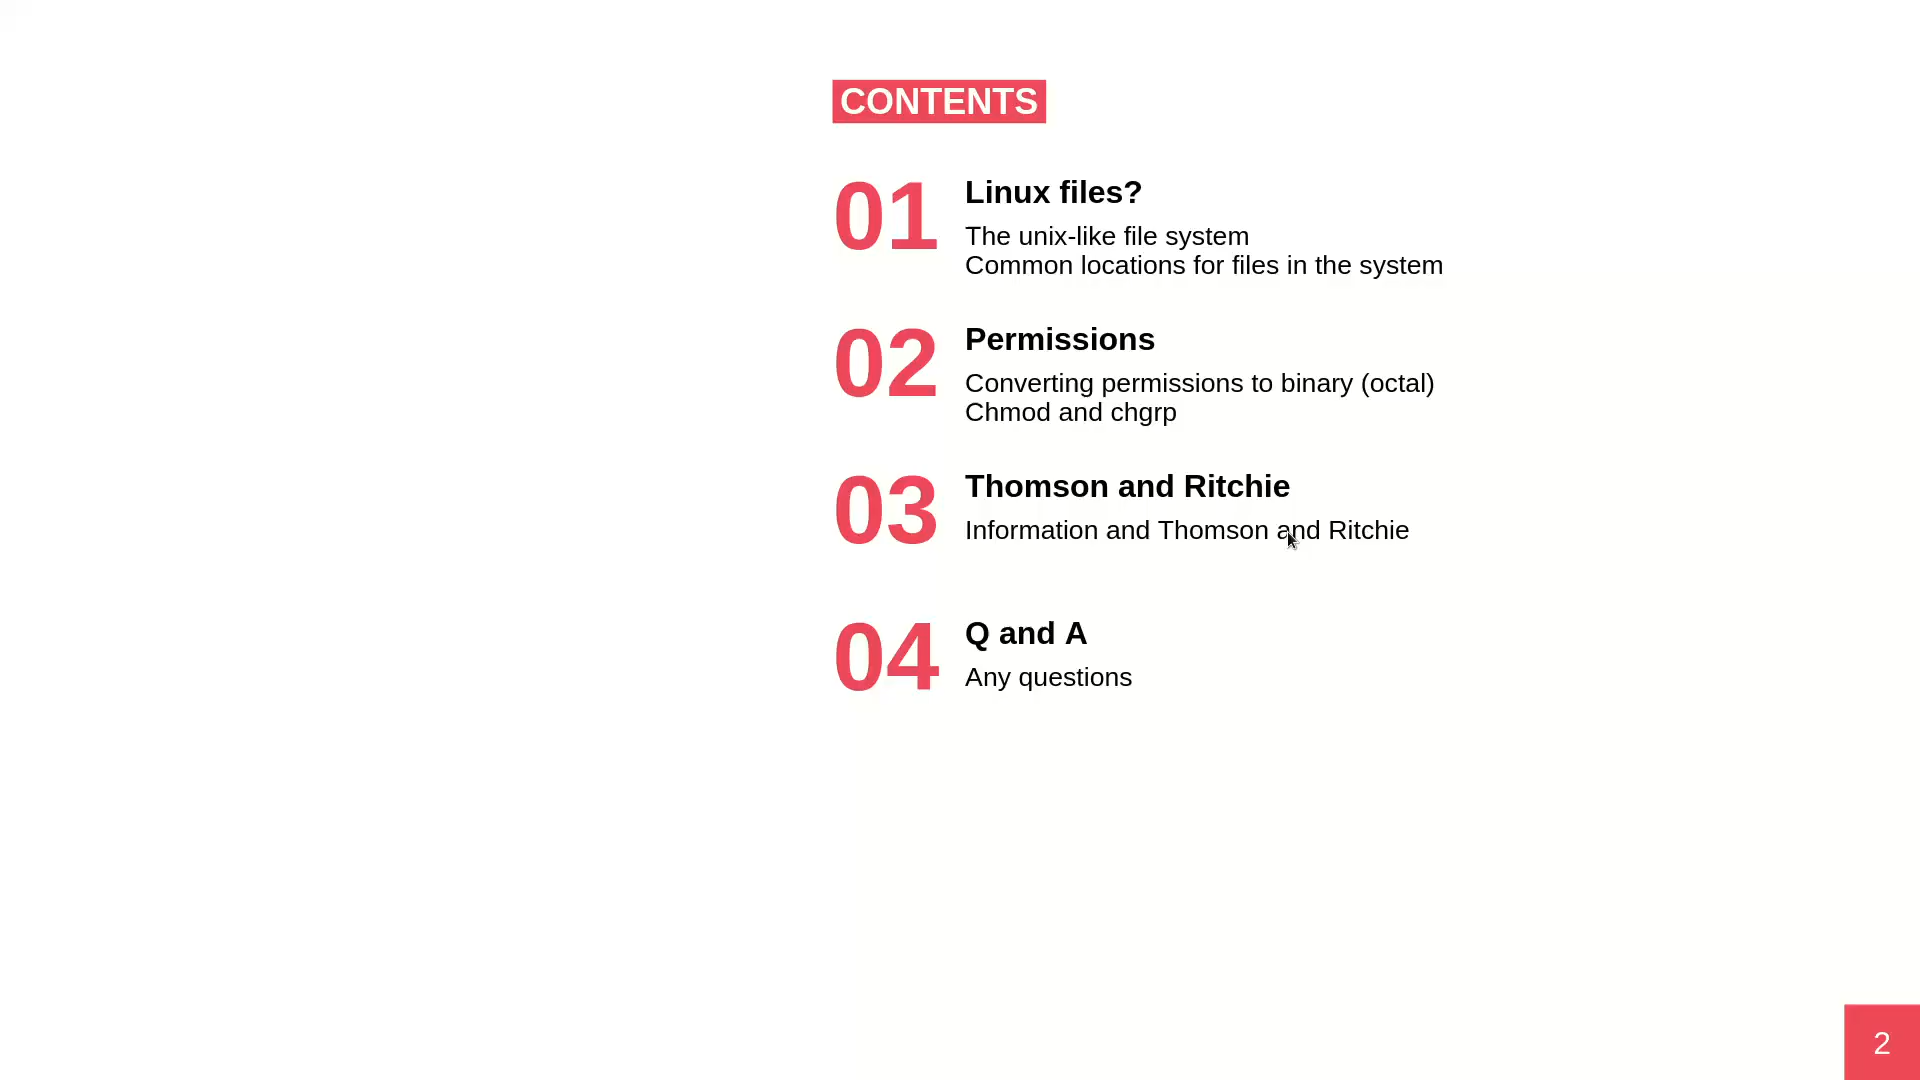 CONTENTS
01
Linux files?
The unix-like file system
Common locations for files in the system
02
Permissions
Converting permissions to binary (octal)
Chmod and chgrp
03
Thomson and Ritchie
Information and Thomson and Ritchie
04
Q and A
Any questions
2